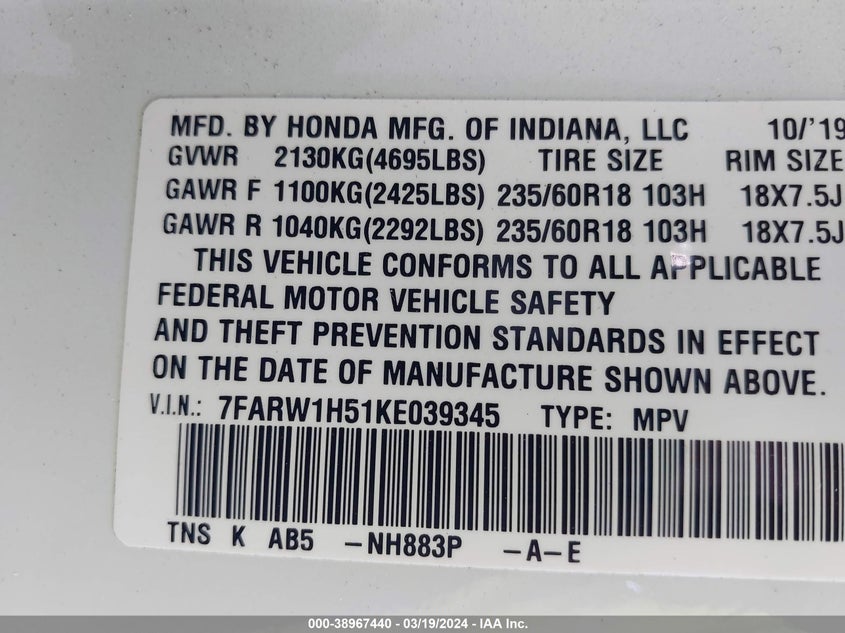 MFD. BY HONDA MFG. OF INDIANA, LLC 10/'19
GVWR 2130KG(4695LBS) TIRE SIZE RIM SIZE
GAWR F 1100KG(2425LBS) 235/60R18 103H 18X7.5J
GAWR R 1040KG(2292LBS) 235/60R18 103H 18X7.5J
THIS VEHICLE CONFORMS TO ALL APPLICABLE
FEDERAL MOTOR VEHICLE SAFETY
AND THEFT PREVENTION STANDARDS IN EFFECT
ON THE DATE OF MANUFACTURE SHOWN ABOVE.
V.I.N.: 7FARW1H51KE039345 TYPE: MPV
TNS K AB5 -NH883P -A-E
000-38967440 - 03/19/2024 - IAA Inc.